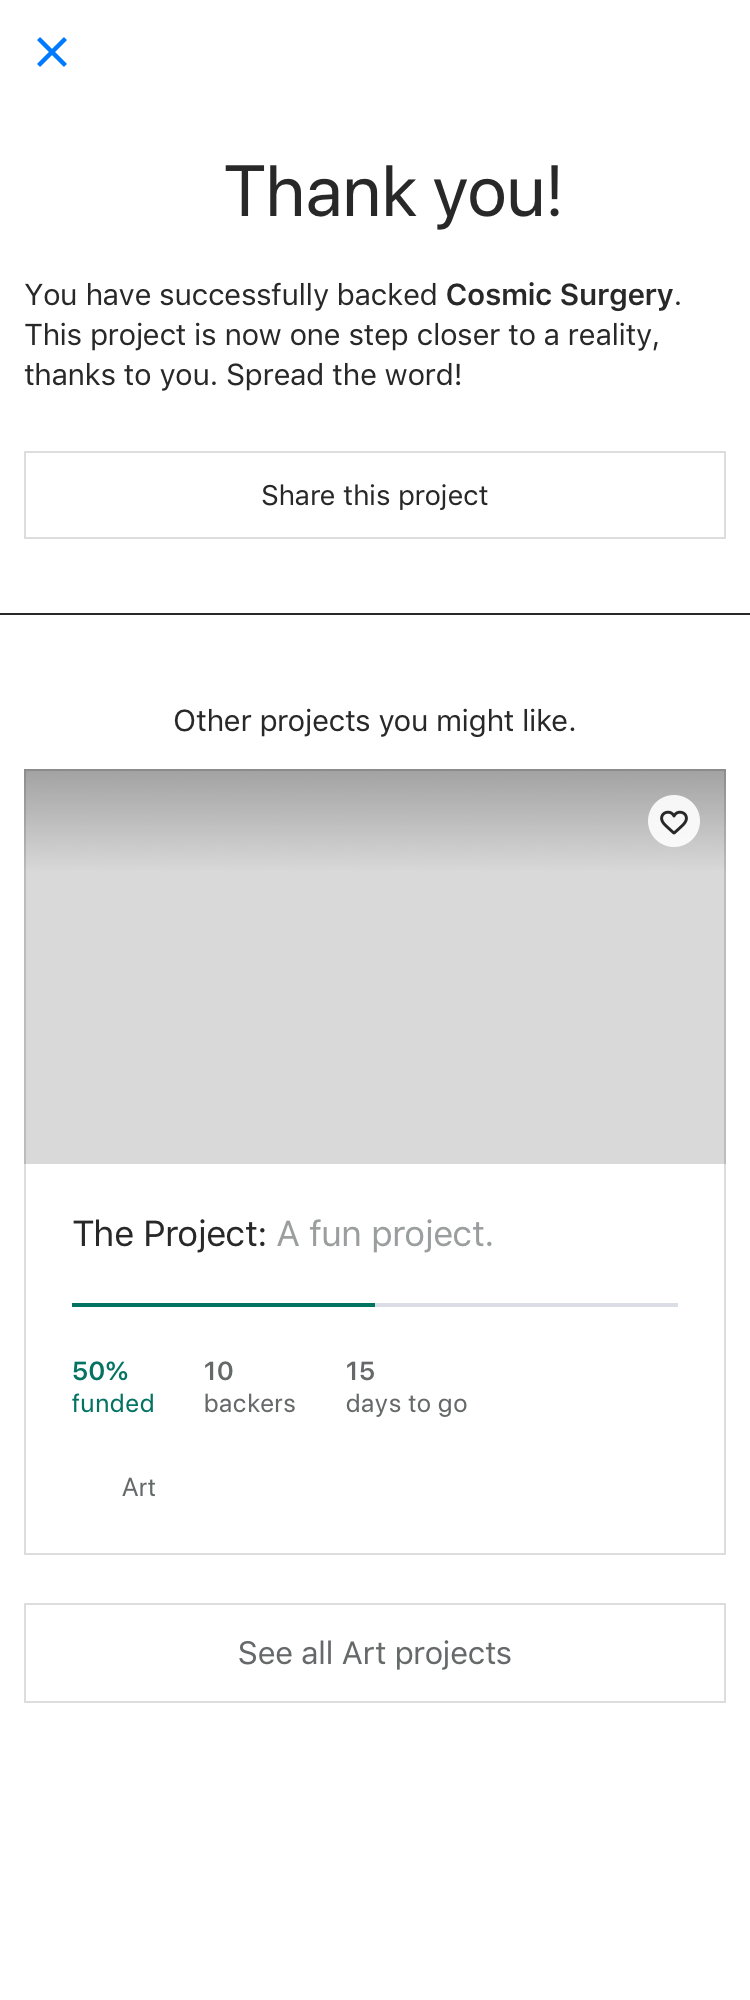 Thank you!
You have successfully backed Cosmic Surgery.
This project is now one step closer to a reality,
thanks to you. Spread the word!
Share this project
Other projects you might like.
The Project: A fun project.
50% 10 15
funded backers days to go
Art
See all Art projects